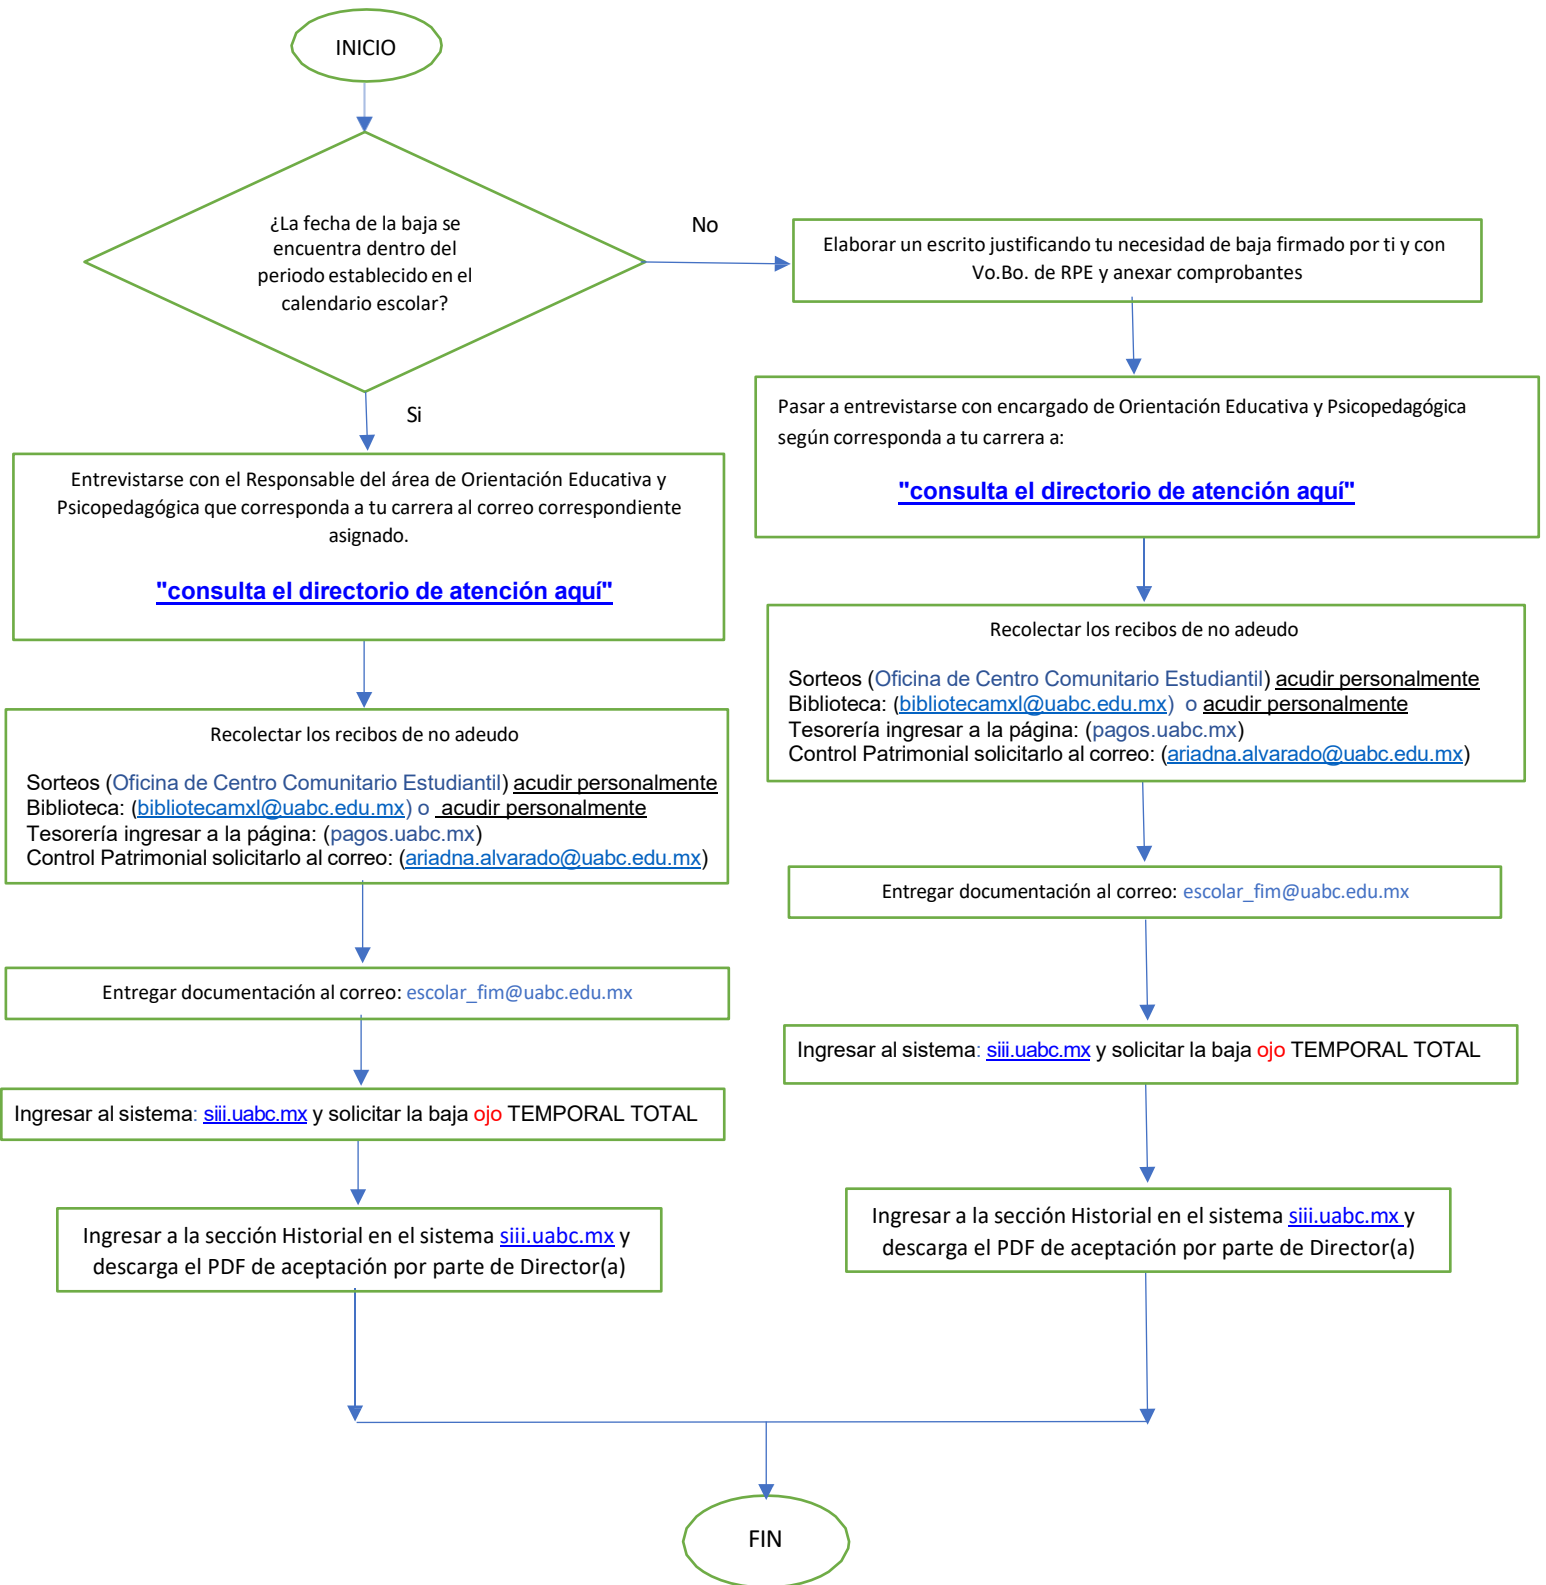 INICIO
¿La fecha de la baja se
encuentra dentro del
periodo establecido en el
calendario escolar?
No
Elaborar un escrito justificando tu necesidad de baja firmado por ti y con
Vo.Bo. de RPE y anexar comprobantes
Si
Pasar a entrevistarse con encargado de Orientación Educativa y Psicopedagógica
según corresponda a tu carrera a:
"consulta el directorio de atención aquí"
Entrevistarse con el Responsable del área de Orientación Educativa y
Psicopedagógica que corresponda a tu carrera al correo correspondiente
asignado.
"consulta el directorio de atención aquí"
Recolectar los recibos de no adeudo
Sorteos (Oficina de Centro Comunitario Estudiantil) acudir personalmente
Biblioteca: (bibliotecamxl@uabc.edu.mx) o acudir personalmente
Tesorería ingresar a la página: (pagos.uabc.mx)
Control Patrimonial solicitarlo al correo: (ariadna.alvarado@uabc.edu.mx)
Recolectar los recibos de no adeudo
Sorteos (Oficina de Centro Comunitario Estudiantil) acudir personalmente
Biblioteca: (bibliotecamxl@uabc.edu.mx) o acudir personalmente
Tesorería ingresar a la página: (pagos.uabc.mx)
Control Patrimonial solicitarlo al correo: (ariadna.alvarado@uabc.edu.mx)
Entregar documentación al correo: escolar_fim@uabc.edu.mx
Entregar documentación al correo: escolar_fim@uabc.edu.mx
Ingresar al sistema: siii.uabc.mx y solicitar la baja ojo TEMPORAL TOTAL
Ingresar al sistema: siii.uabc.mx y solicitar la baja ojo TEMPORAL TOTAL
Ingresar a la sección Historial en el sistema siii.uabc.mx y
descarga el PDF de aceptación por parte de Director(a)
Ingresar a la sección Historial en el sistema siii.uabc.mx y
descarga el PDF de aceptación por parte de Director(a)
FIN